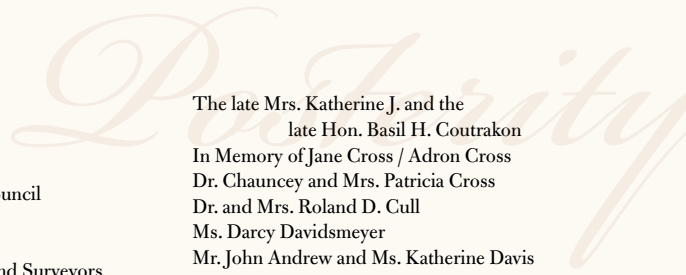 Posterity
The late Mrs. Katherine J. and the
late Hon. Basil H. Coutrakon
In Memory of Jane Cross / Adron Cross
Dr. Chauncey and Mrs. Patricia Cross
Dr. and Mrs. Roland D. Cull
Ms. Darcy Davidsmeyer
Mr. John Andrew and Ms. Katherine Davis
Surveyors